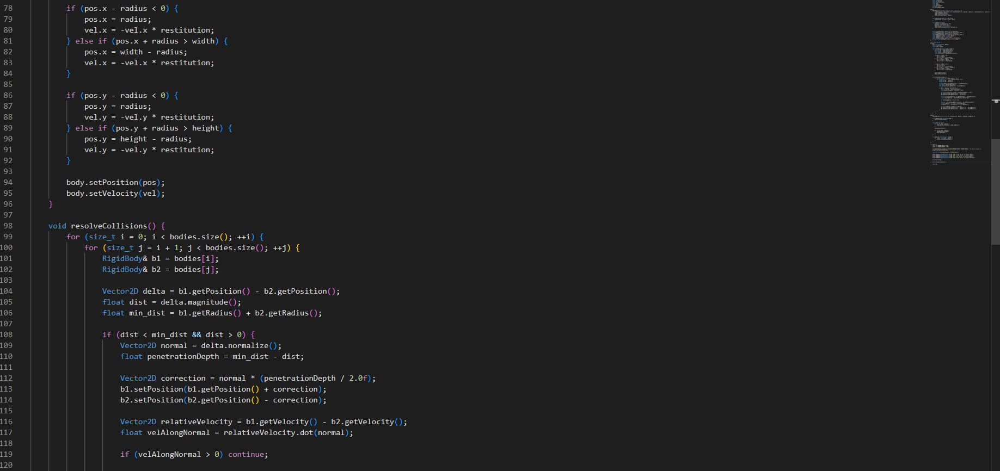 78 if (pos.x - radius < 0) {
79 pos.x = radius;
80 vel.x = -vel.x * restitution;
81 } else if (pos.x + radius > width) {
82 pos.x = width - radius;
83 vel.x = -vel.x * restitution;
84 }
85
86 if (pos.y - radius < 0) {
87 pos.y = radius;
88 vel.y = -vel.y * restitution;
89 } else if (pos.y + radius > height) {
90 pos.y = height - radius;
91 vel.y = -vel.y * restitution;
92 }
93
94 body.setPosition(pos);
95 body.setVelocity(vel);
96 }
97
98 void resolveCollisions() {
99 for (size_t i = 0; i < bodies.size(); ++i) {
100 for (size_t j = i + 1; j < bodies.size(); ++j) {
101 RigidBody& b1 = bodies[i];
102 RigidBody& b2 = bodies[j];
103
104 Vector2D delta = b1.getPosition() - b2.getPosition();
105 float dist = delta.magnitude();
106 float min_dist = b1.getRadius() + b2.getRadius();
107
108 if (dist < min_dist && dist > 0) {
109 Vector2D normal = delta.normalize();
110 float penetrationDepth = min_dist - dist;
111
112 Vector2D correction = normal * (penetrationDepth / 2.0f);
113 b1.setPosition(b1.getPosition() + correction);
114 b2.setPosition(b2.getPosition() - correction);
115
116 Vector2D relativeVelocity = b1.getVelocity() - b2.getVelocity();
117 float velAlongNormal = relativeVelocity.dot(normal);
118
119 if (velAlongNormal > 0) continue;
120